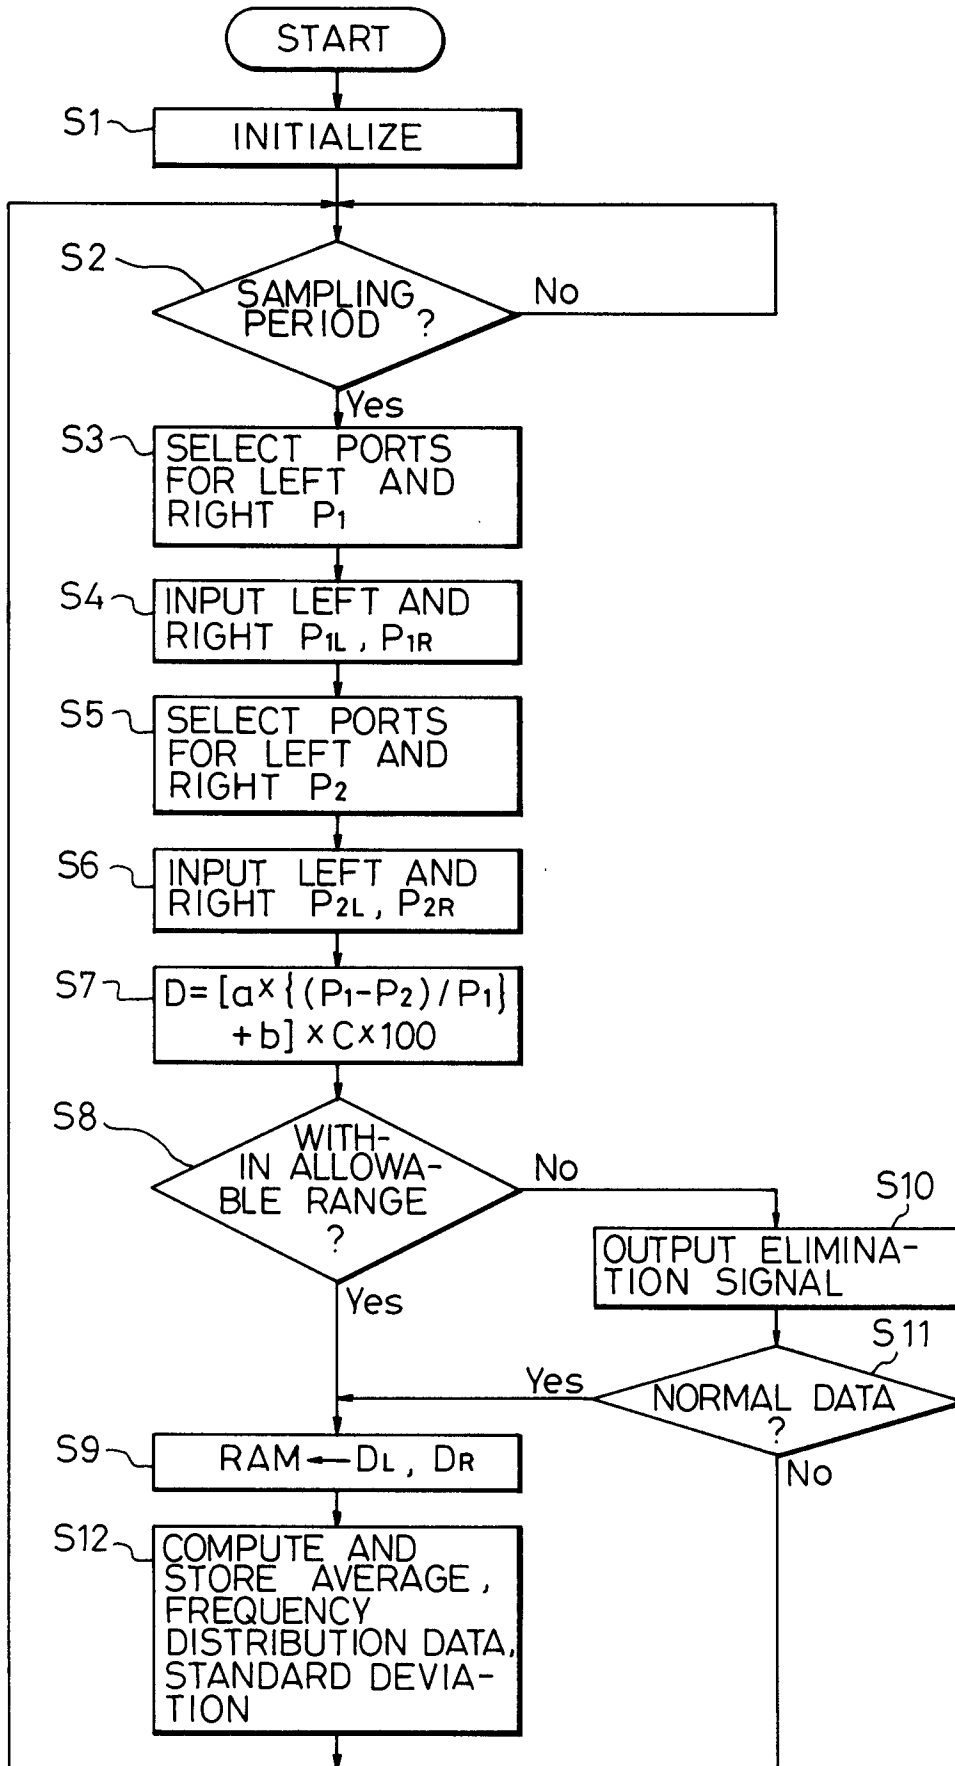 START
S1
INITIALIZE
S2
SAMPLING
PERIOD ?
No
Yes
S3
SELECT PORTS
FOR LEFT AND
RIGHT P1
S4
INPUT LEFT AND
RIGHT P1L, P1R
S5
SELECT PORTS
FOR LEFT AND
RIGHT P2
S6
INPUT LEFT AND
RIGHT P2L, P2R
S7
D=[a×{(P1-P2)/P1}
+b]×C×100
S8
WITH-
IN ALLOWA-
BLE RANGE
?
No
Yes
S10
OUTPUT ELIMINA-
TION SIGNAL
S11
NORMAL DATA
?
Yes
No
S9
RAM←DL, DR
S12
COMPUTE AND
STORE AVERAGE,
FREQUENCY
DISTRIBUTION DATA,
STANDARD DEVIA-
TION